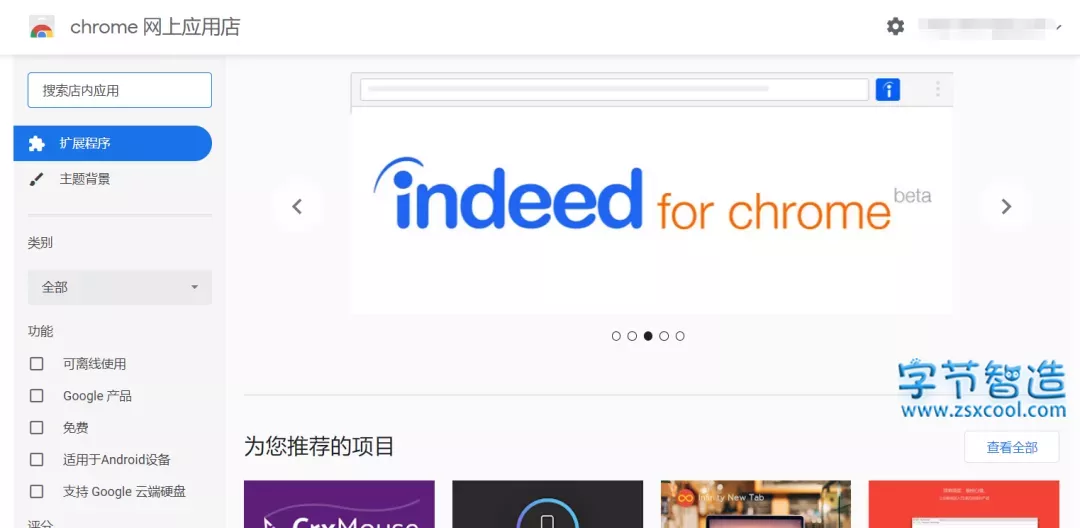 chrome 网上应用店
搜索店内应用
扩展程序
主题背景
类别
全部
功能
可离线使用
Google 产品
免费
适用于Android设备
支持 Google 云端硬盘
评分
indeed for chrome beta
字节智造
www.zsxcool.com
为您推荐的项目
查看全部
CrxMouse
Infinity New Tab